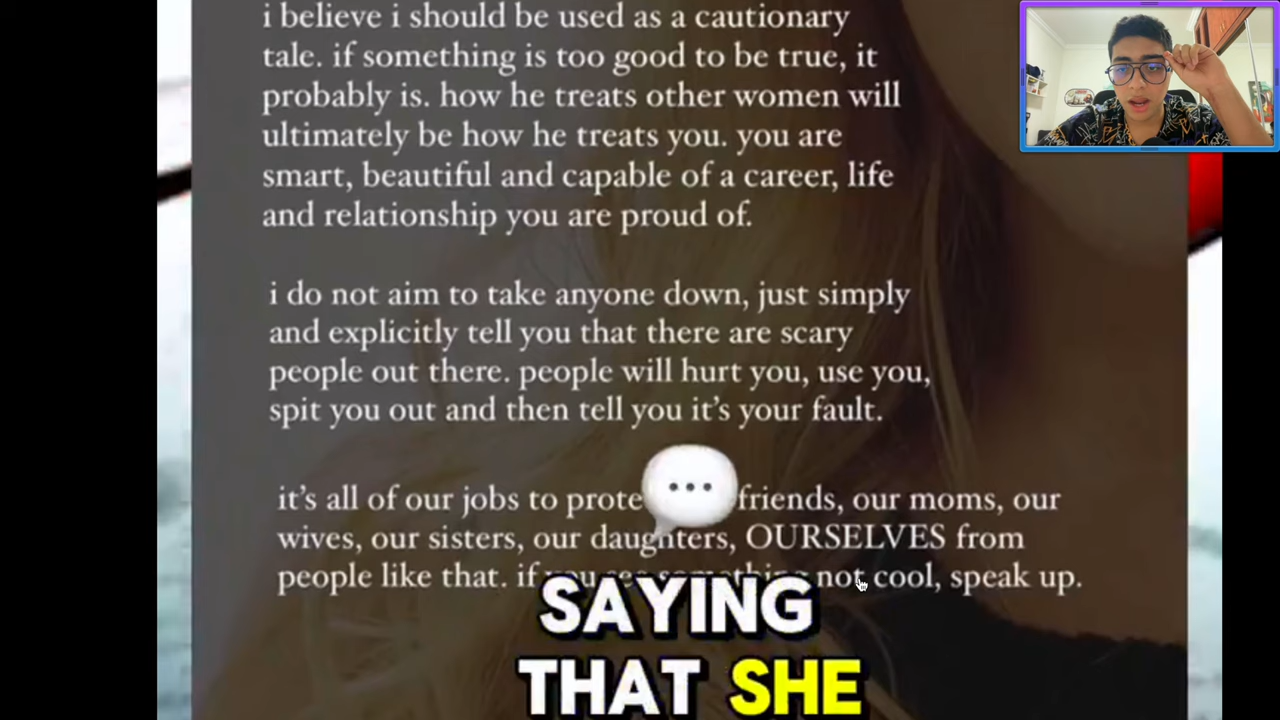 i believe i should be used as a cautionary
tale. if something is too good to be true, it
probably is. how he treats other women will
ultimately be how he treats you. you are
smart, beautiful and capable of a career, life
and relationship you are proud of.
i do not aim to take anyone down, just simply
and explicitly tell you that there are scary
people out there. people will hurt you, use you,
spit you out and then tell you it's your fault.
it's all of our jobs to prote friends, our moms, our
wives, our sisters, our daughters, OURSELVES from
people like that. if you see something not cool, speak up.
SAYING
THAT SHE